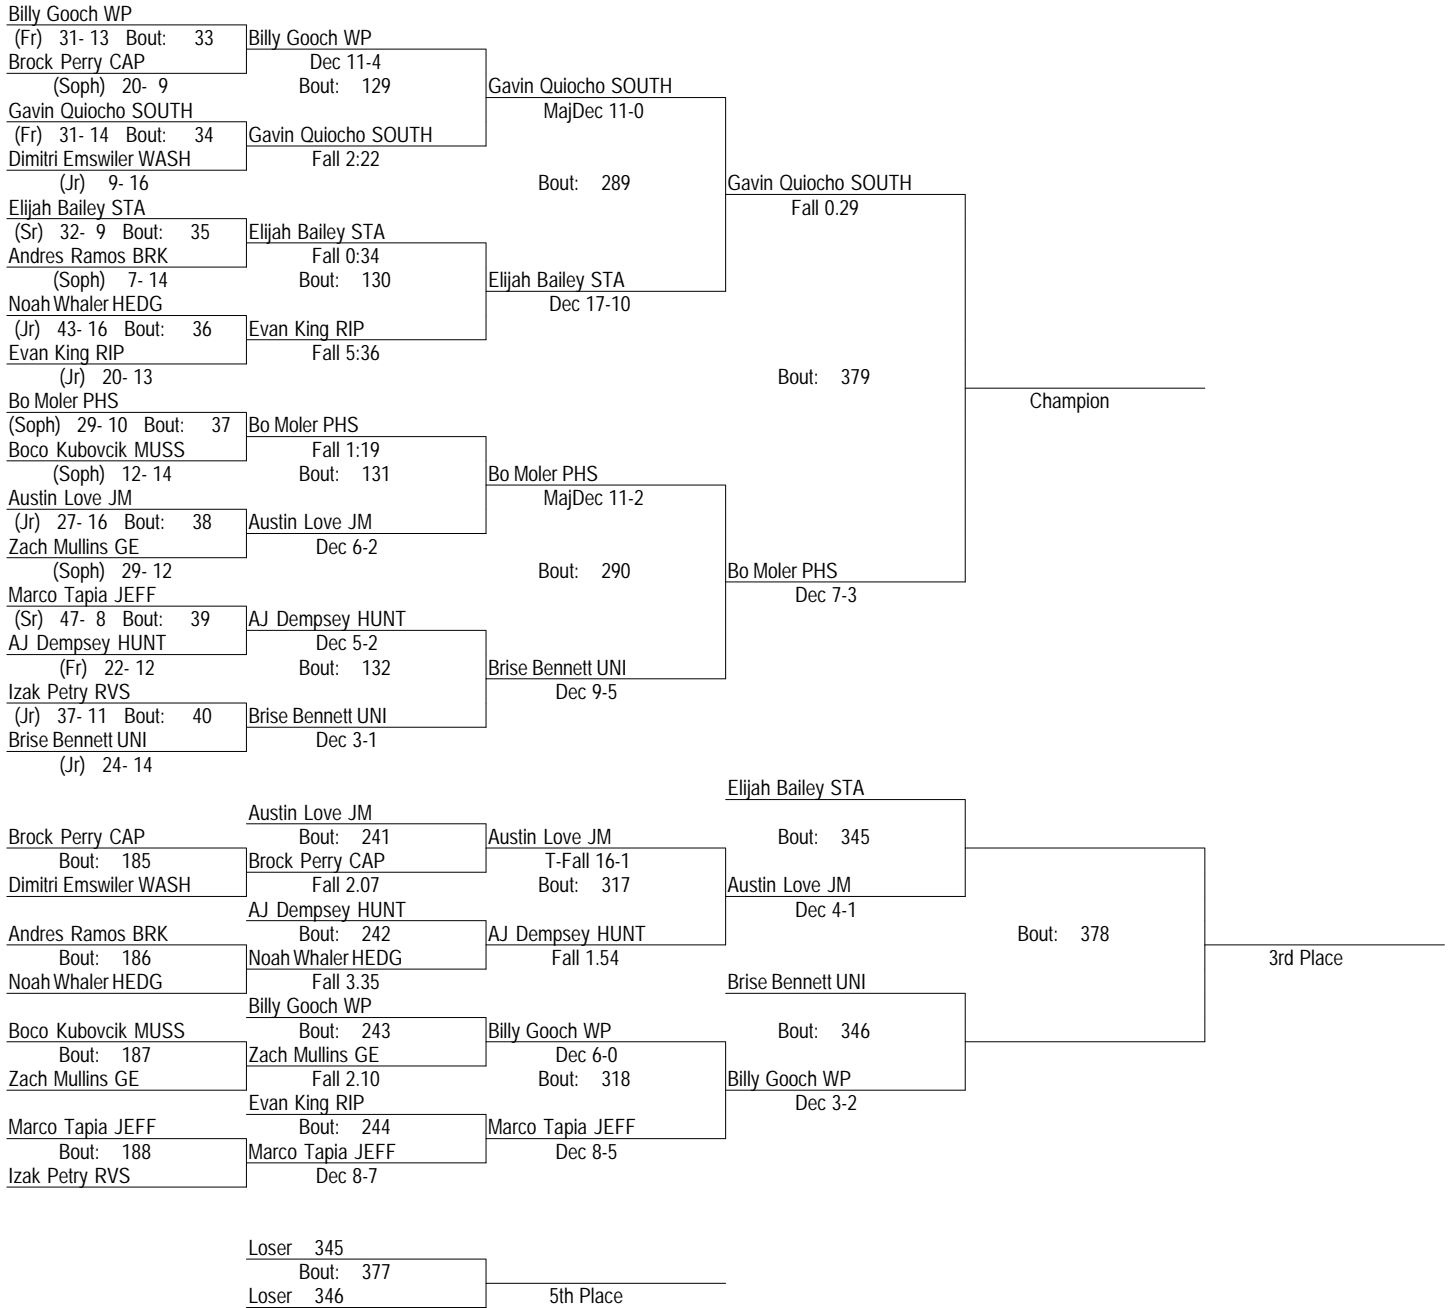 Billy Gooch WP
(Fr) 31- 13 Bout: 33 Billy Gooch WP
Brock Perry CAP Dec 11-4
(Soph) 20- 9 Bout: 129 Gavin Quiocho SOUTH
Gavin Quiocho SOUTH MajDec 11-0
(Fr) 31- 14 Bout: 34 Gavin Quiocho SOUTH
Dimitri Emswiler WASH Fall 2:22
(Jr) 9- 16 Bout: 289 Gavin Quiocho SOUTH
Elijah Bailey STA Fall 0.29
(Sr) 32- 9 Bout: 35 Elijah Bailey STA
Andres Ramos BRK Fall 0:34
(Soph) 7- 14 Bout: 130 Elijah Bailey STA
Noah Whaler HEDG Dec 17-10
(Jr) 43- 16 Bout: 36 Evan King RIP
Evan King RIP Fall 5:36
(Jr) 20- 13 Bout: 379
Bo Moler PHS Champion
(Soph) 29- 10 Bout: 37 Bo Moler PHS
Boco Kubovcik MUSS Fall 1:19
(Soph) 12- 14 Bout: 131 Bo Moler PHS
Austin Love JM MajDec 11-2
(Jr) 27- 16 Bout: 38 Austin Love JM
Zach Mullins GE Dec 6-2
(Soph) 29- 12 Bout: 290 Bo Moler PHS
Marco Tapia JEFF Dec 7-3
(Sr) 47- 8 Bout: 39 AJ Dempsey HUNT
AJ Dempsey HUNT Dec 5-2
(Fr) 22- 12 Bout: 132 Brise Bennett UNI
Izak Petry RVS Dec 9-5
(Jr) 37- 11 Bout: 40 Brise Bennett UNI
Brise Bennett UNI Dec 3-1
(Jr) 24- 14
Elijah Bailey STA
Austin Love JM
Brock Perry CAP Bout: 241 Austin Love JM Bout: 345
Bout: 185 Brock Perry CAP T-Fall 16-1
Dimitri Emswiler WASH Fall 2.07 Bout: 317 Austin Love JM
AJ Dempsey HUNT Dec 4-1
Andres Ramos BRK Bout: 242 AJ Dempsey HUNT Bout: 378
Bout: 186 Noah Whaler HEDG Fall 1.54 3rd Place
Noah Whaler HEDG Fall 3.35 Brise Bennett UNI
Billy Gooch WP
Boco Kubovcik MUSS Bout: 243 Billy Gooch WP Bout: 346
Bout: 187 Zach Mullins GE Dec 6-0
Zach Mullins GE Fall 2.10 Bout: 318 Billy Gooch WP
Evan King RIP Dec 3-2
Marco Tapia JEFF Bout: 244 Marco Tapia JEFF
Bout: 188 Marco Tapia JEFF Dec 8-5
Izak Petry RVS Dec 8-7
Loser 345
Bout: 377
Loser 346 5th Place